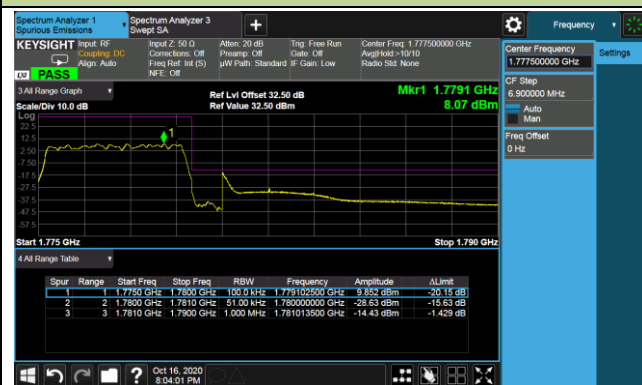 Spectrum Analyzer 1
Spurious Emissions
Spectrum Analyzer 3
Swept SA
Frequency
KEYSIGHT
Input: RF
Coupling: DC
Align: Auto
Input Z: 50 Ω
Corrections: Off
Freq Ref: Int (S)
NFE: Off
Atten: 20 dB
Preamp: Off
µW Path: Standard
Trig: Free Run
Gate: Off
IF Gain: Low
Center Freq: 1.777500000 GHz
Avg|Hold:>10/10
Radio Std: None
LXI PASS
Center Frequency
1.777500000 GHz
Settings
CF Step
6.900000 MHz
Auto
Man
Freq Offset
0 Hz
3 All Range Graph
Scale/Div 10.0 dB
Ref Lvl Offset 32.50 dB
Ref Value 32.50 dBm
Mkr1 1.7791 GHz
8.07 dBm
Log
22.5
12.5
2.50
-7.50
-17.5
-27.5
-37.5
-47.5
-57.5
1
Start 1.775 GHz
Stop 1.790 GHz
4 All Range Table
Spur Range Start Freq Stop Freq RBW Frequency Amplitude ΔLimit
1 1 1.7750 GHz 1.7800 GHz 100.0 kHz 1.779102500 GHz 9.852 dBm -20.15 dB
2 2 1.7800 GHz 1.7810 GHz 51.00 kHz 1.780000000 GHz -28.63 dBm -15.63 dB
3 3 1.7810 GHz 1.7900 GHz 1.000 MHz 1.781013500 GHz -14.43 dBm -1.429 dB
Oct 16, 2020
8:04:01 PM